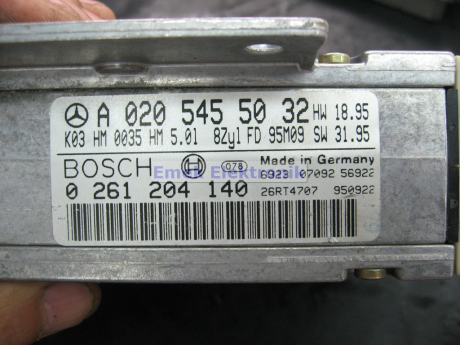 A 020 545 50 32 HW 18.95
K03 HM 0035 HM 5.01 8Zyl FD 95M09 SW 31.95
BOSCH 078 Made in Germany
6923 07092 56922
0 261 204 140 26RT4707 950922
Emek Elektronik